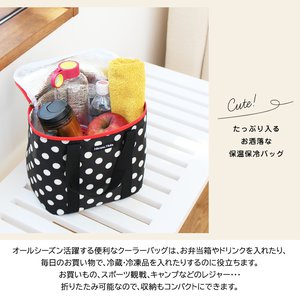 Cute!
たっぷり入る
お洒落な
保温保冷バッグ
オールシーズン活躍する便利なクーラーバッグは、お弁当箱やドリンクを入れたり、
毎日のお買い物で、冷蔵・冷凍品を入れたりするのに役立ちます。
お買いもの、スポーツ観戦、キャンプなどのレジャー･･･
折りたたみ可能なので、収納もコンパクトにできます。